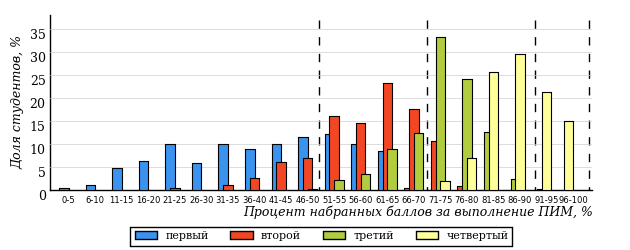 Доля студентов, %
35
30
25
20
15
10
5
0
0-5 6-10 11-15 16-20 21-25 26-30 31-35 36-40 41-45 46-50 51-55 56-60 61-65 66-70 71-75 76-80 81-85 86-90 91-95 96-100
Процент набранных баллов за выполнение ПИМ, %
первый второй третий четвертый